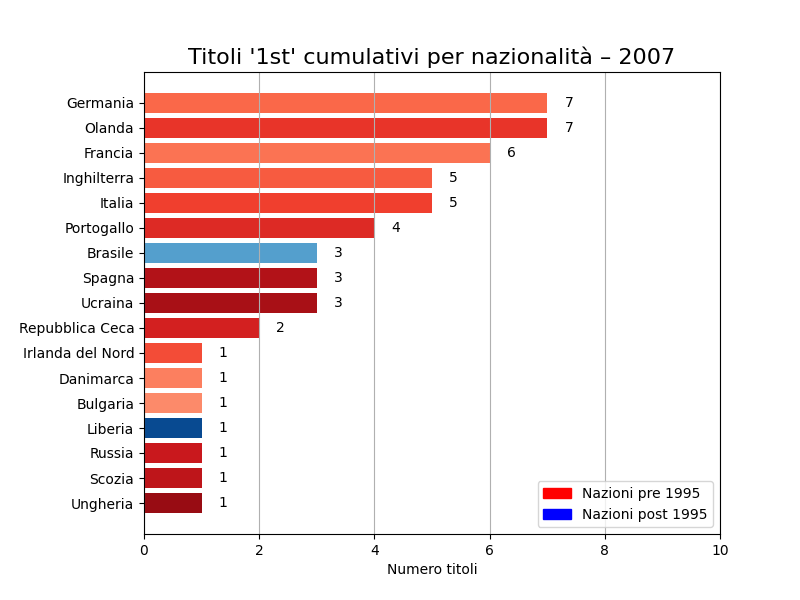 Titoli '1st' cumulativi per nazionalità – 2007
Germania 7
Olanda 7
Francia 6
Inghilterra 5
Italia 5
Portogallo 4
Brasile 3
Spagna 3
Ucraina 3
Repubblica Ceca 2
Irlanda del Nord 1
Danimarca 1
Bulgaria 1
Liberia 1
Russia 1
Scozia 1
Ungheria 1
Nazioni pre 1995
Nazioni post 1995
0 2 4 6 8 10
Numero titoli